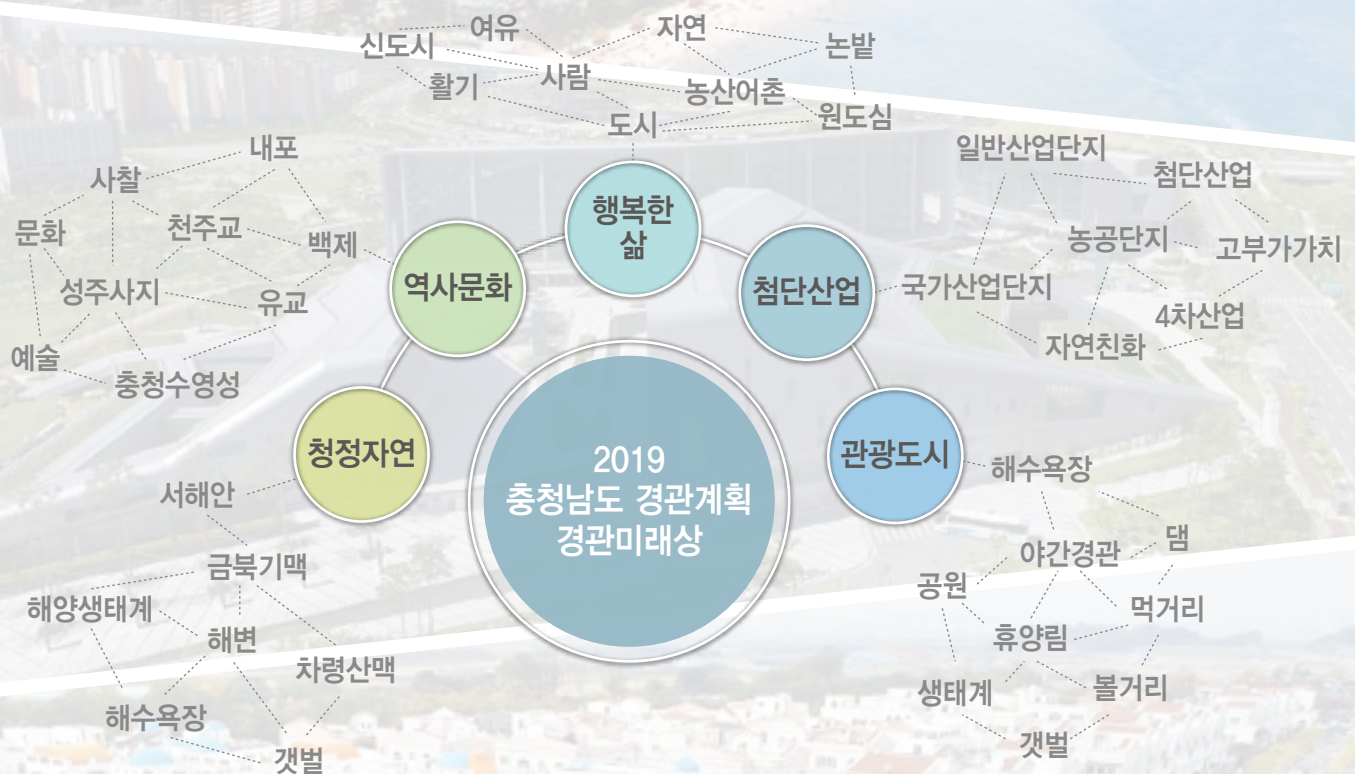 여유
자연
신도시
논밭
사람
활기
농산어촌
원도심
도시
내포
사찰
천주교
문화
백제
성주사지
유교
예술
충청수영성
일반산업단지
첨단산업
농공단지
고부가가치
국가산업단지
4차산업
자연친화
행복한
삶
역사문화
첨단산업
청정자연
관광도시
2019
충청남도 경관계획
경관미래상
서해안
금북기맥
해양생태계
해변
차령산맥
해수욕장
갯벌
해수욕장
댐
야간경관
공원
먹거리
휴양림
생태계
볼거리
갯벌